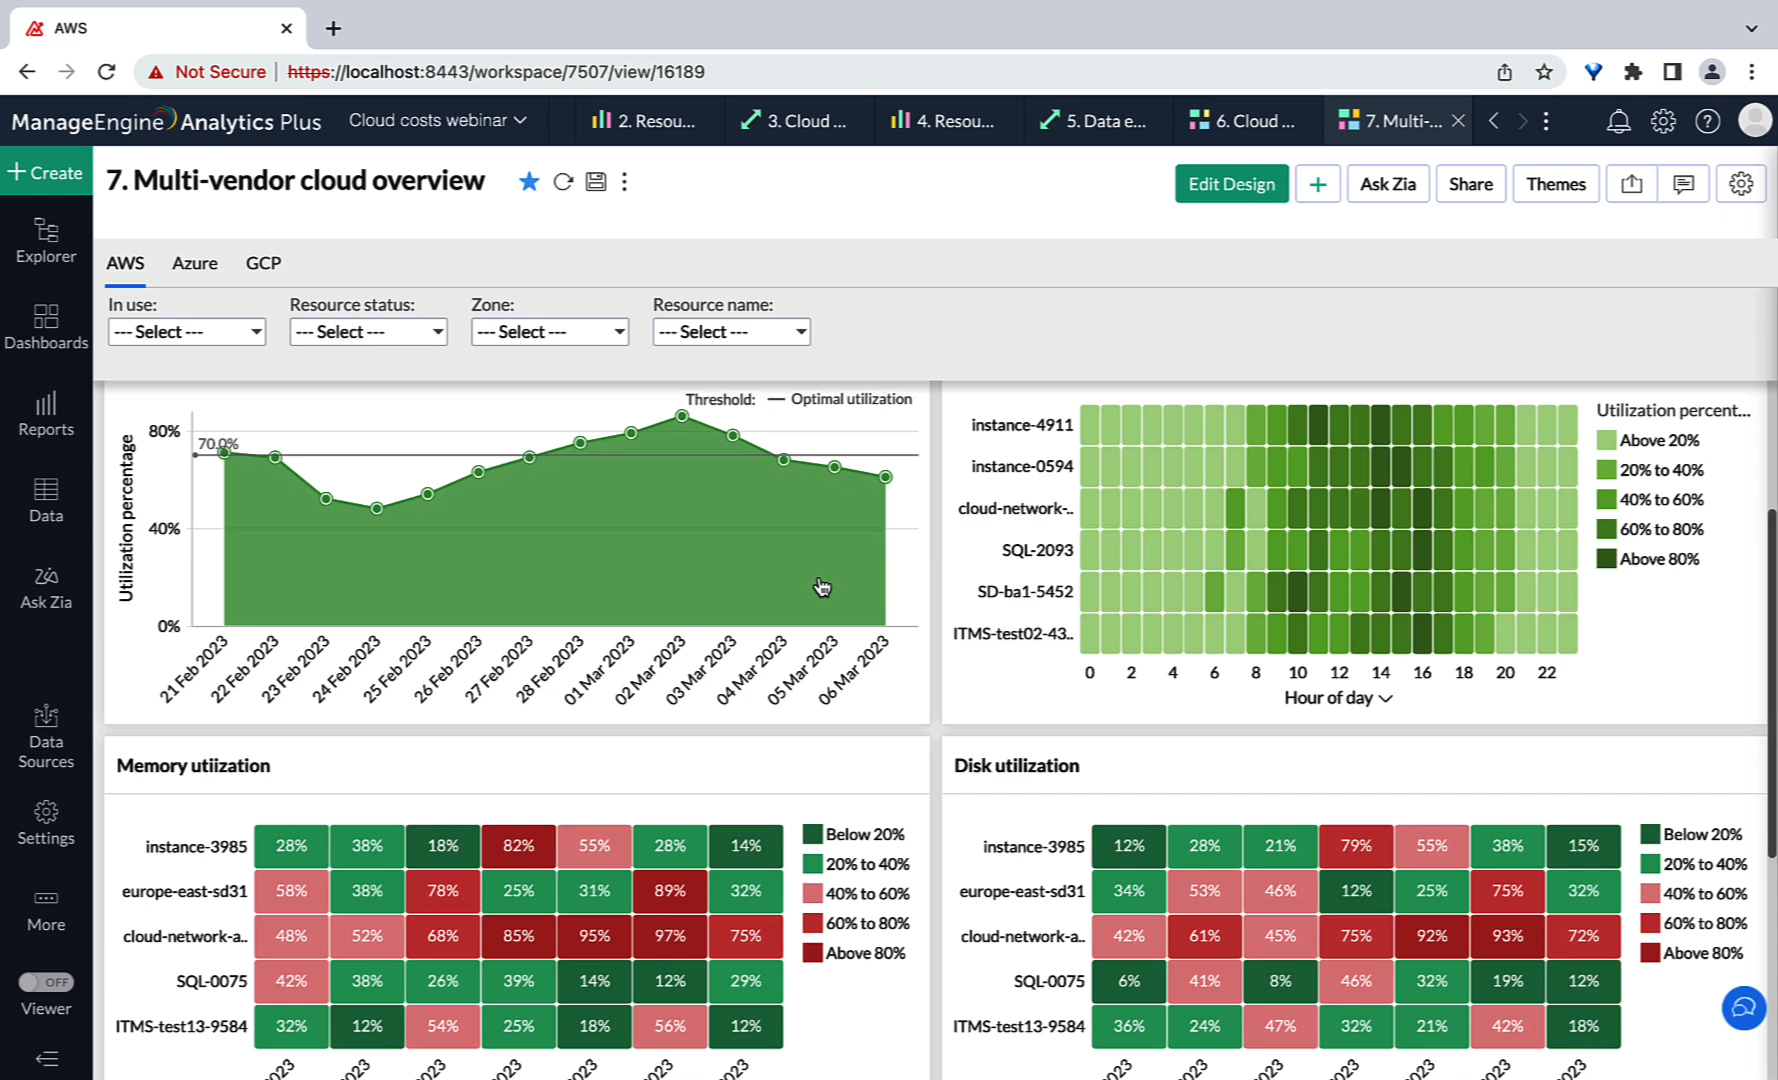 AWS
Not Secure
https://localhost:8443/workspace/7507/view/16189
ManageEngine Analytics Plus
Cloud costs webinar
2. Resou...
3. Cloud ...
4. Resou...
5. Data e...
6. Cloud ...
7. Multi-...
+ Create
7. Multi-vendor cloud overview
Edit Design
+
Ask Zia
Share
Themes
Explorer
Dashboards
Reports
Data
Ask Zia
Data Sources
Settings
More
OFF
Viewer
AWS
Azure
GCP
In use:
Resource status:
Zone:
Resource name:
--- Select ---
--- Select ---
--- Select ---
--- Select ---
Threshold: — Optimal utilization
Utilization percentage
80%
70.0%
40%
0%
21 Feb 2023
22 Feb 2023
23 Feb 2023
24 Feb 2023
25 Feb 2023
26 Feb 2023
27 Feb 2023
28 Feb 2023
01 Mar 2023
02 Mar 2023
03 Mar 2023
04 Mar 2023
05 Mar 2023
06 Mar 2023
instance-4911
instance-0594
cloud-network-..
SQL-2093
SD-ba1-5452
ITMS-test02-43..
0 2 4 6 8 10 12 14 16 18 20 22
Hour of day
Utilization percent...
Above 20%
20% to 40%
40% to 60%
60% to 80%
Above 80%
Memory utiization
instance-3985 28% 38% 18% 82% 55% 28% 14%
europe-east-sd31 58% 38% 78% 25% 31% 89% 32%
cloud-network-a.. 48% 52% 68% 85% 95% 97% 75%
SQL-0075 42% 38% 26% 39% 14% 12% 29%
ITMS-test13-9584 32% 12% 54% 25% 18% 56% 12%
Below 20%
20% to 40%
40% to 60%
60% to 80%
Above 80%
Disk utilization
instance-3985 12% 28% 21% 79% 55% 38% 15%
europe-east-sd31 34% 53% 46% 12% 25% 75% 32%
cloud-network-a.. 42% 61% 45% 75% 92% 93% 72%
SQL-0075 6% 41% 8% 46% 32% 19% 12%
ITMS-test13-9584 36% 24% 47% 32% 21% 42% 18%
Below 20%
20% to 40%
40% to 60%
60% to 80%
Above 80%